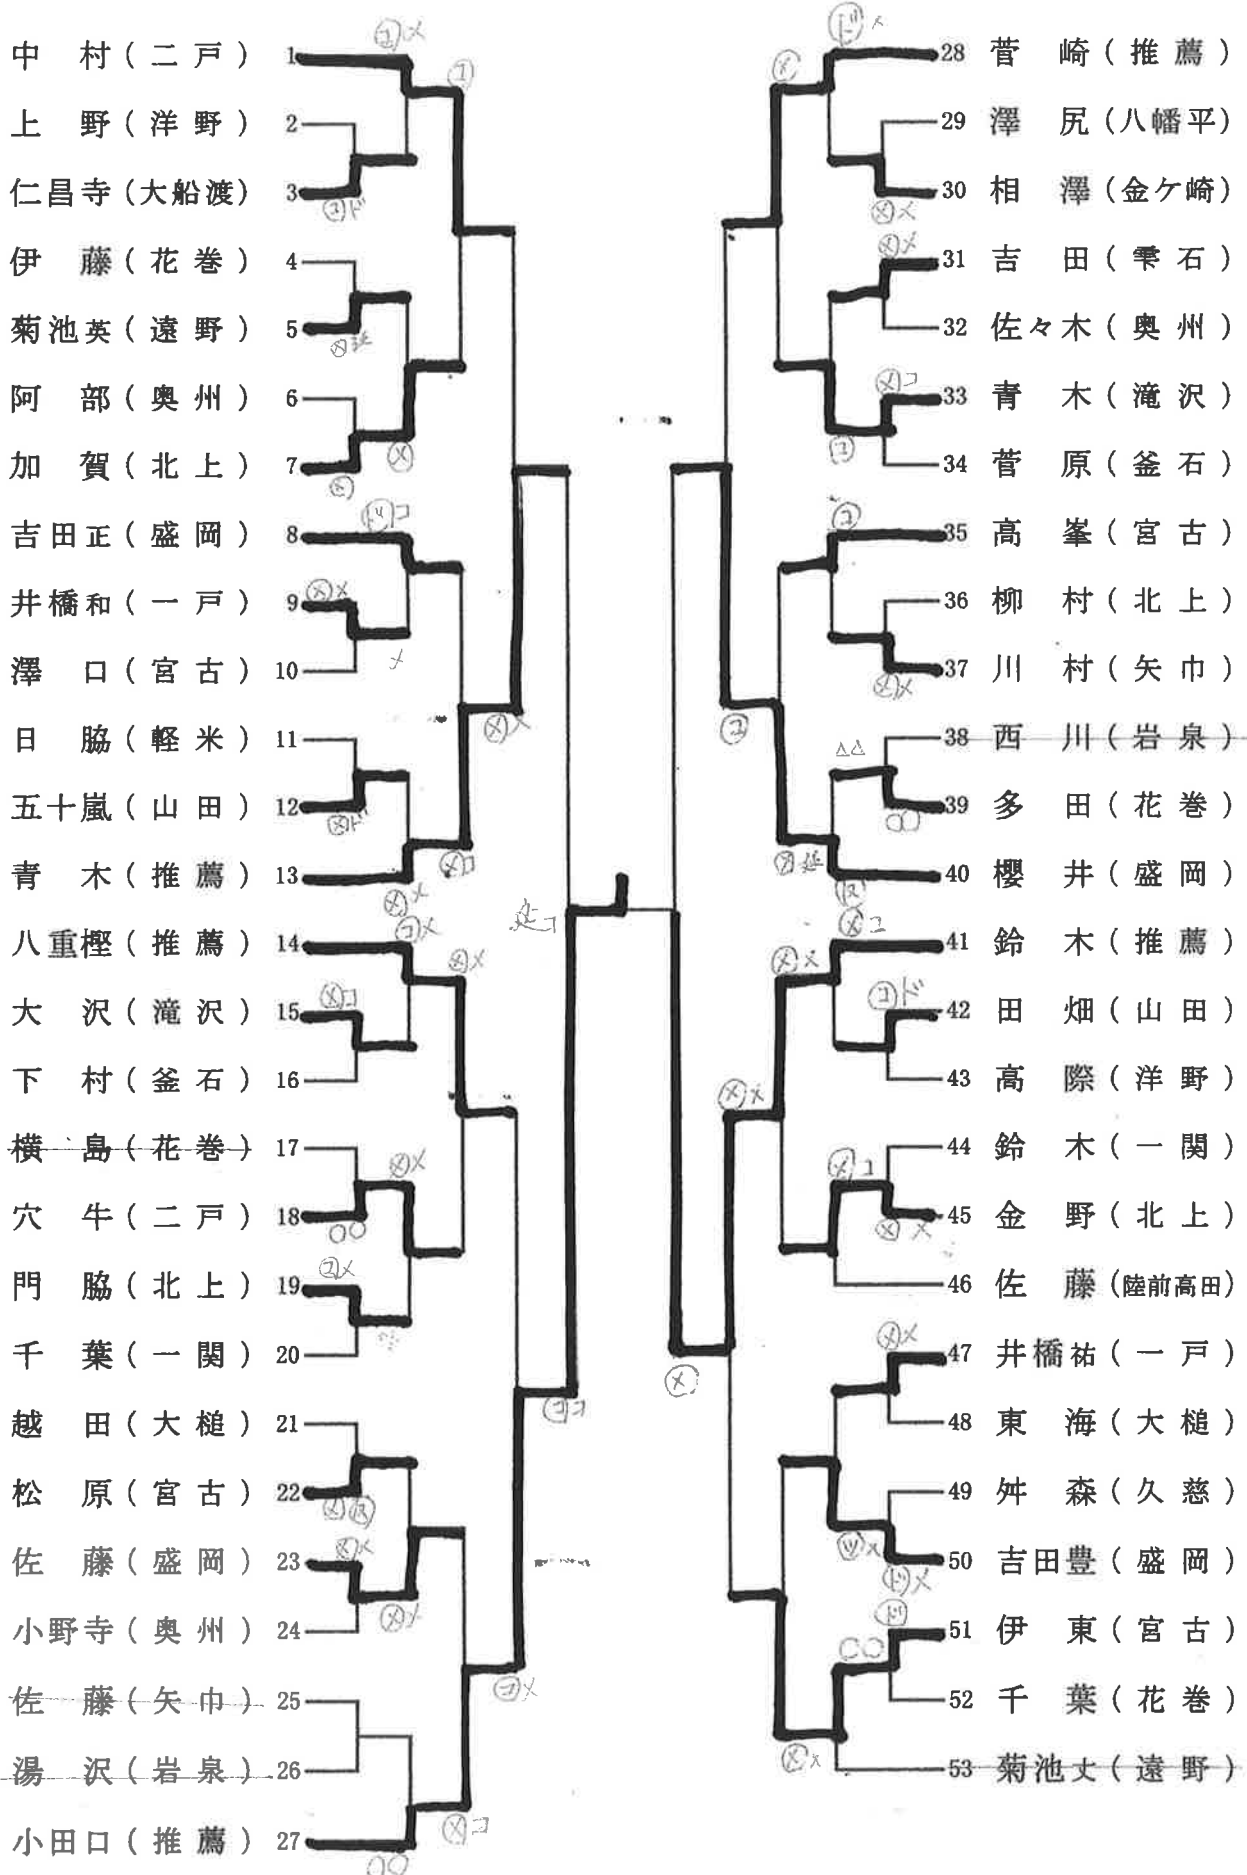 中村(二戸) 1
上野(洋野) 2
仁昌寺(大船渡) 3
伊藤(花巻) 4
菊池英(遠野) 5
阿部(奥州) 6
加賀(北上) 7
吉田正(盛岡) 8
井橋和(一戸) 9
澤口(宮古) 10
日脇(軽米) 11
五十嵐(山田) 12
青木(推薦) 13
八重樫(推薦) 14
大沢(滝沢) 15
下村(釜石) 16
横島(花巻) 17
穴牛(二戸) 18
門脇(北上) 19
千葉(一関) 20
越田(大槌) 21
松原(宮古) 22
佐藤(盛岡) 23
小野寺(奥州) 24
佐藤(矢巾) 25
湯沢(岩泉) 26
小田口(推薦) 27
28 菅崎(推薦)
29 澤尻(八幡平)
30 相澤(金ケ崎)
31 吉田(雫石)
32 佐々木(奥州)
33 青木(滝沢)
34 菅原(釜石)
35 高峯(宮古)
36 柳村(北上)
37 川村(矢巾)
38 西川(岩泉)
39 多田(花巻)
40 櫻井(盛岡)
41 鈴木(推薦)
42 田畑(山田)
43 高際(洋野)
44 鈴木(一関)
45 金野(北上)
46 佐藤(陸前高田)
47 井橋祐(一戸)
48 東海(大槌)
49 舛森(久慈)
50 吉田豊(盛岡)
51 伊東(宮古)
52 千葉(花巻)
53 菊池丈(遠野)